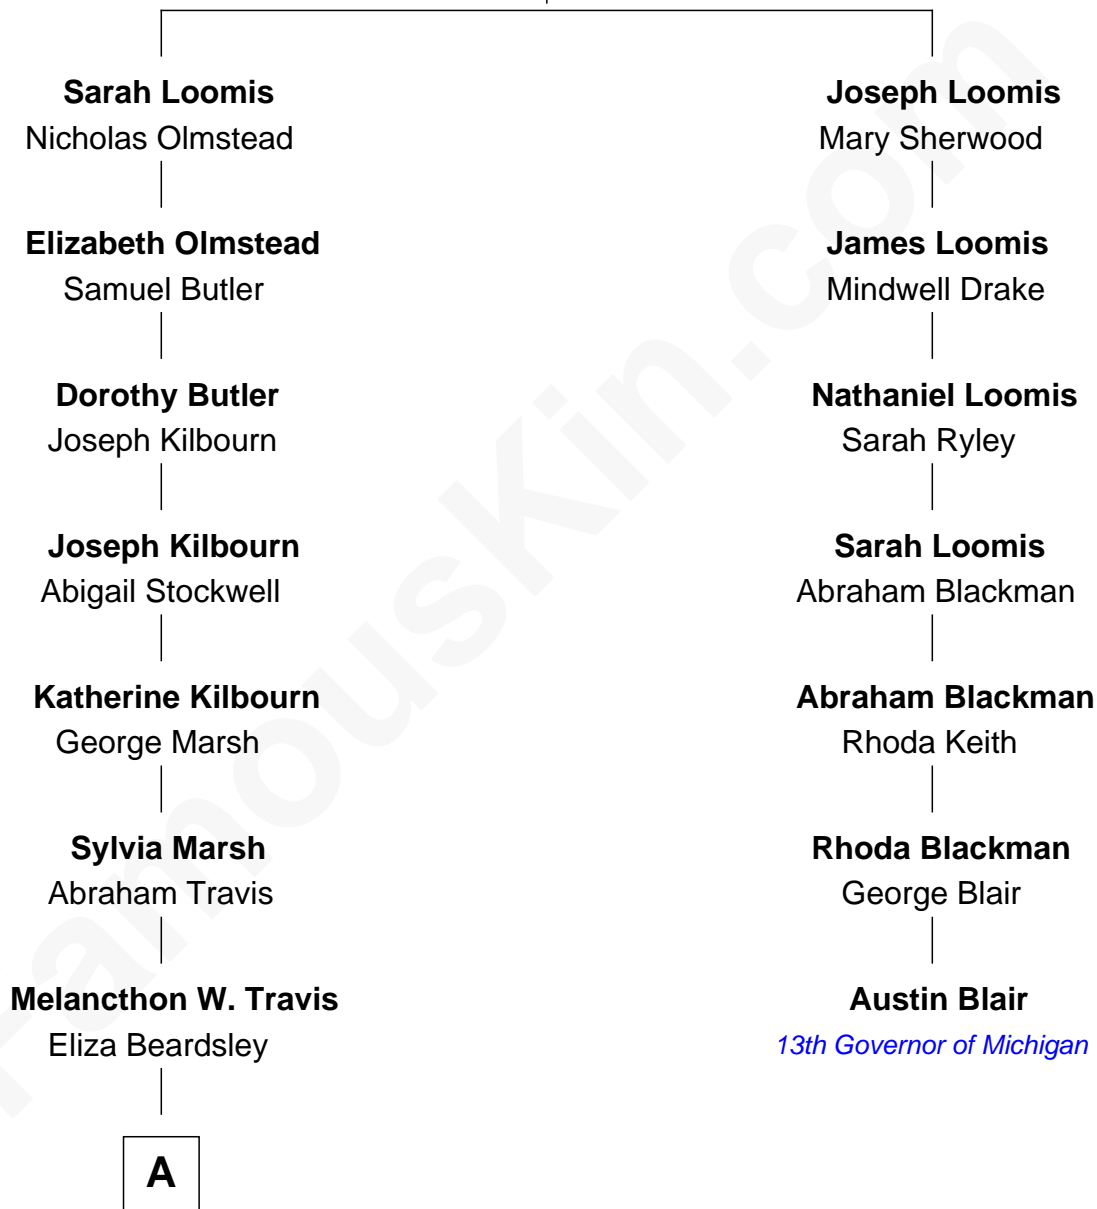 Sarah Loomis
Nicholas Olmstead
Elizabeth Olmstead
Samuel Butler
Dorothy Butler
Joseph Kilbourn
Joseph Kilbourn
Abigail Stockwell
Katherine Kilbourn
George Marsh
Sylvia Marsh
Abraham Travis
Melancthon W. Travis
Eliza Beardsley
A
Joseph Loomis
Mary Sherwood
James Loomis
Mindwell Drake
Nathaniel Loomis
Sarah Ryley
Sarah Loomis
Abraham Blackman
Abraham Blackman
Rhoda Keith
Rhoda Blackman
George Blair
Austin Blair
13th Governor of Michigan
FamousKin.com